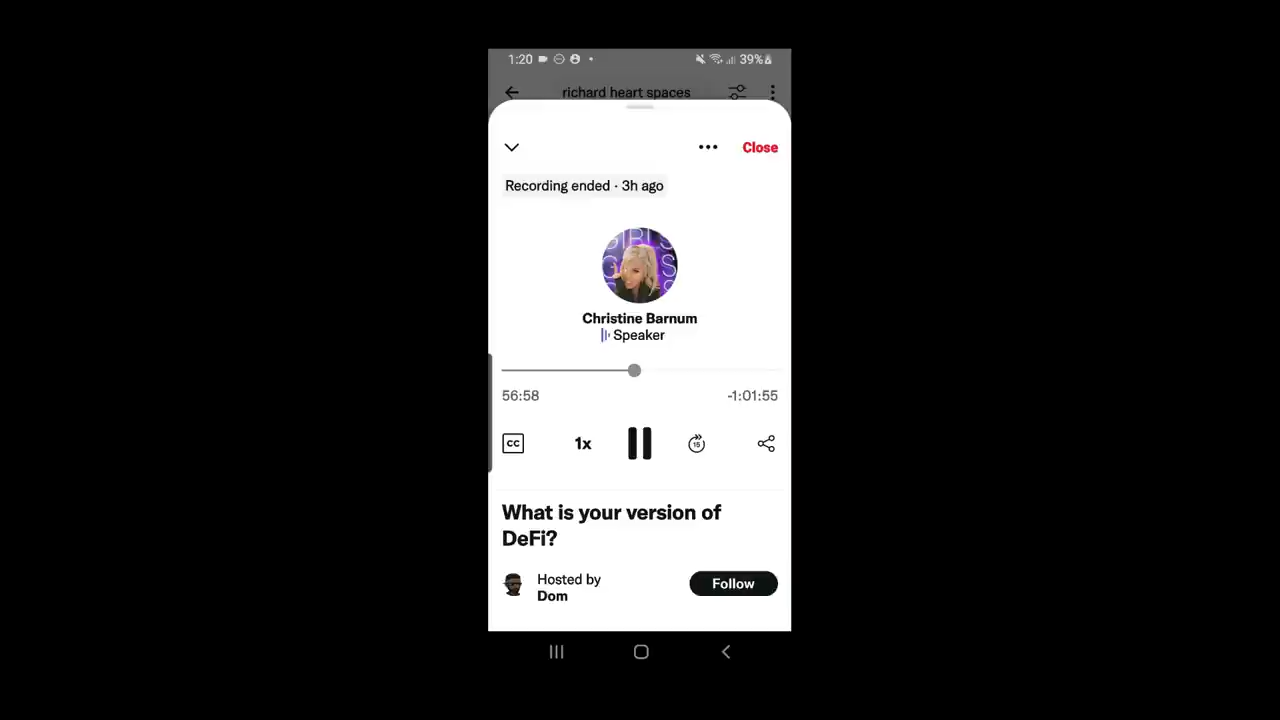 1:20
39%
richard heart spaces
Close
Recording ended · 3h ago
Christine Barnum
Speaker
56:58
-1:01:55
CC
1x
15
What is your version of
DeFi?
Hosted by
Dom
Follow